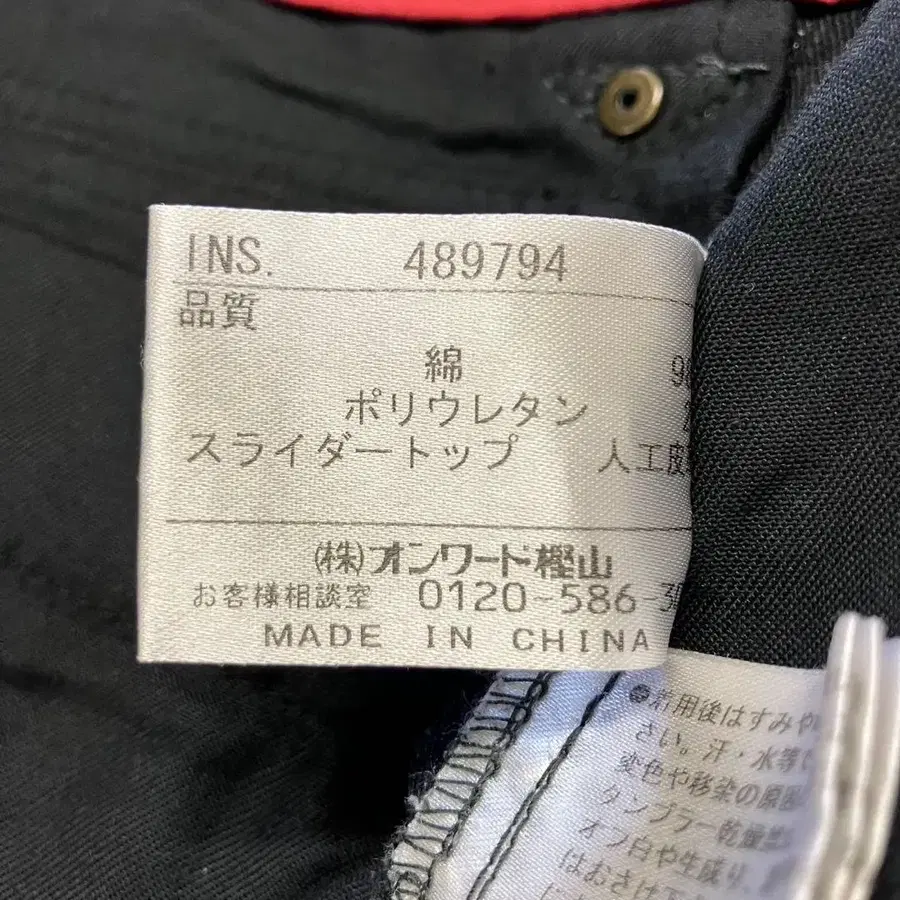 INS. 489794
品質
綿
ポリウレタン
スライダートップ 人工皮
(株)オンワード樫山
お客様相談室 0120-586-3
MADE IN CHINA
着用後はすみや
さい。汗・水等
変色や移染の原
タンブラー乾
オフ白や生成り、
はおさけ下